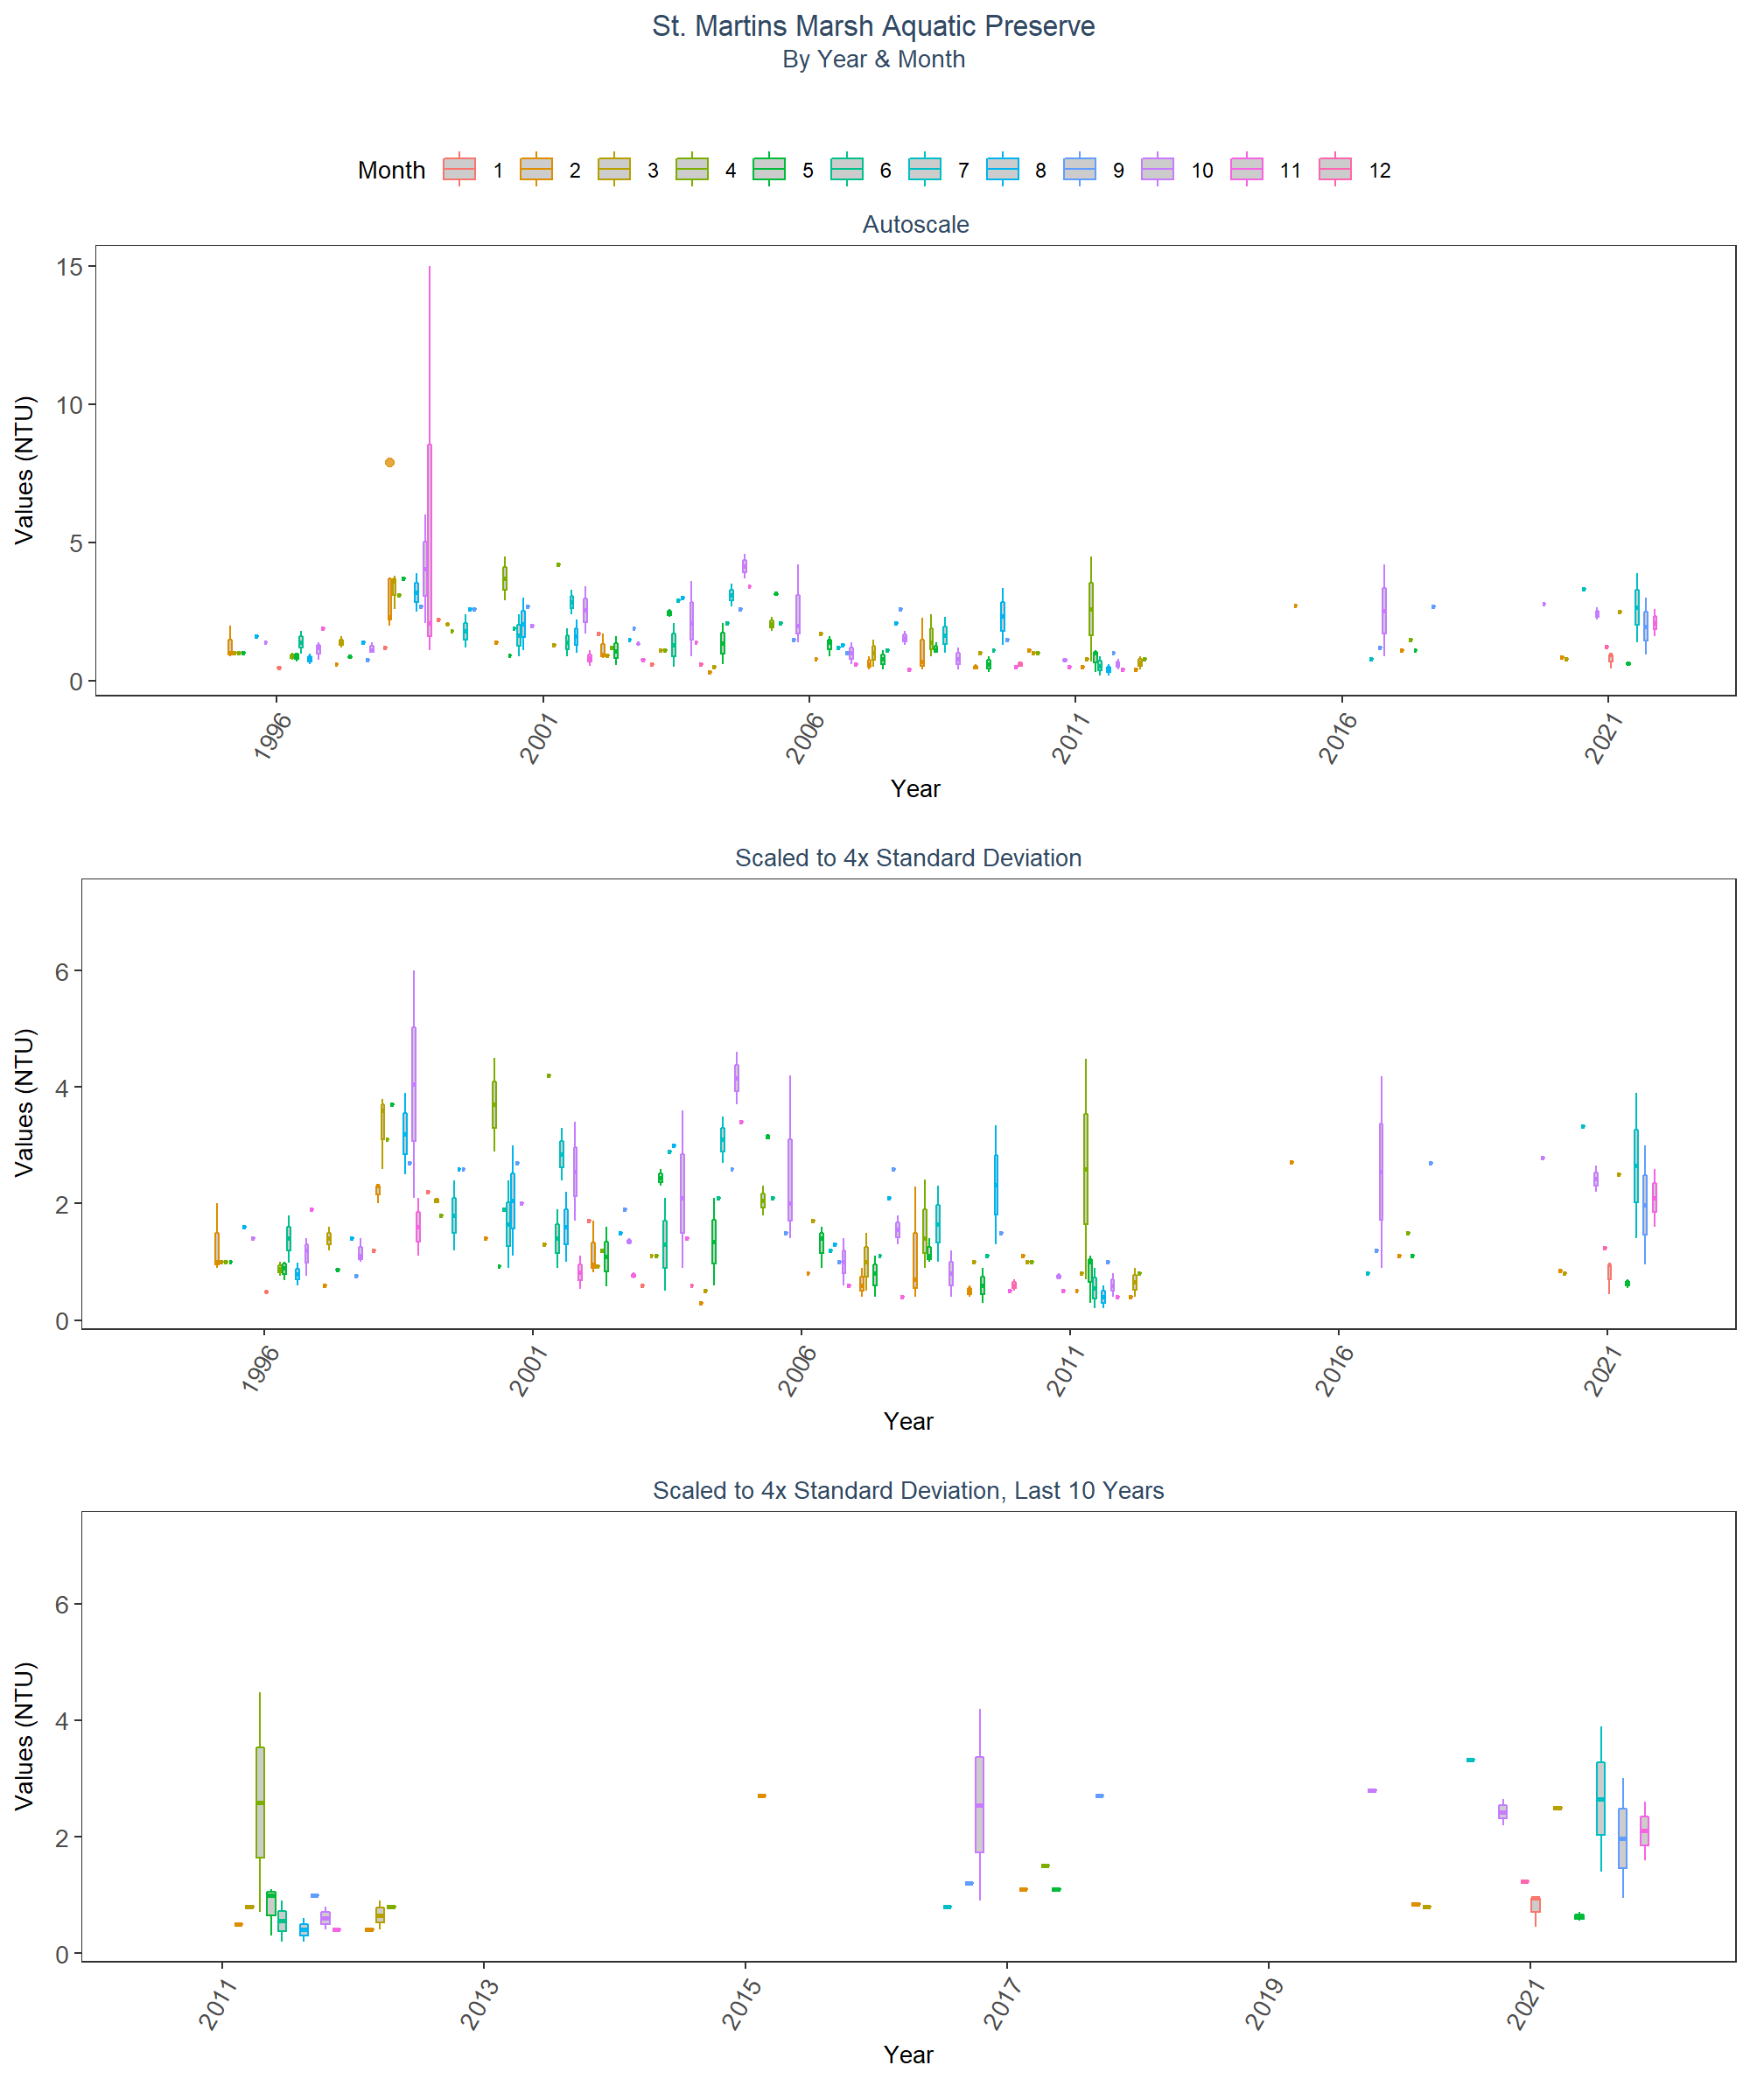 St. Martins Marsh Aquatic Preserve
By Year & Month
Month 1 2 3 4 5 6 7 8 9 10 11 12
Autoscale
Values (NTU)
15
10
5
0
1996 2001 2006 2011 2016 2021
Year
Scaled to 4x Standard Deviation
Values (NTU)
6
4
2
0
1996 2001 2006 2011 2016 2021
Year
Scaled to 4x Standard Deviation, Last 10 Years
Values (NTU)
6
4
2
0
2011 2013 2015 2017 2019 2021
Year